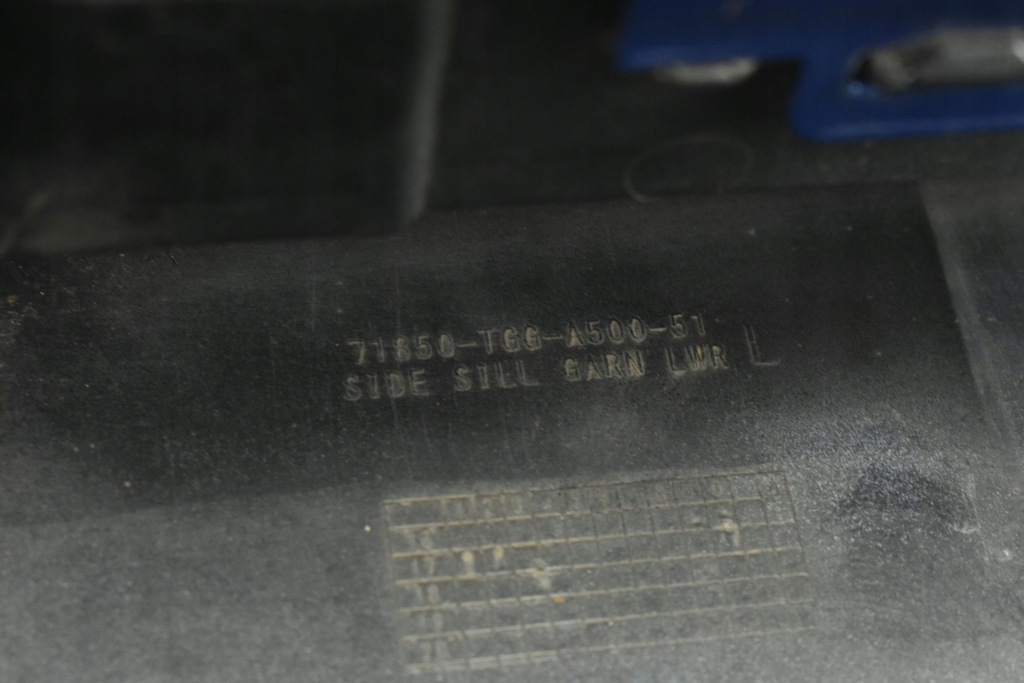 71850-TGG-A500-51
SIDE SILL GARN LWR L